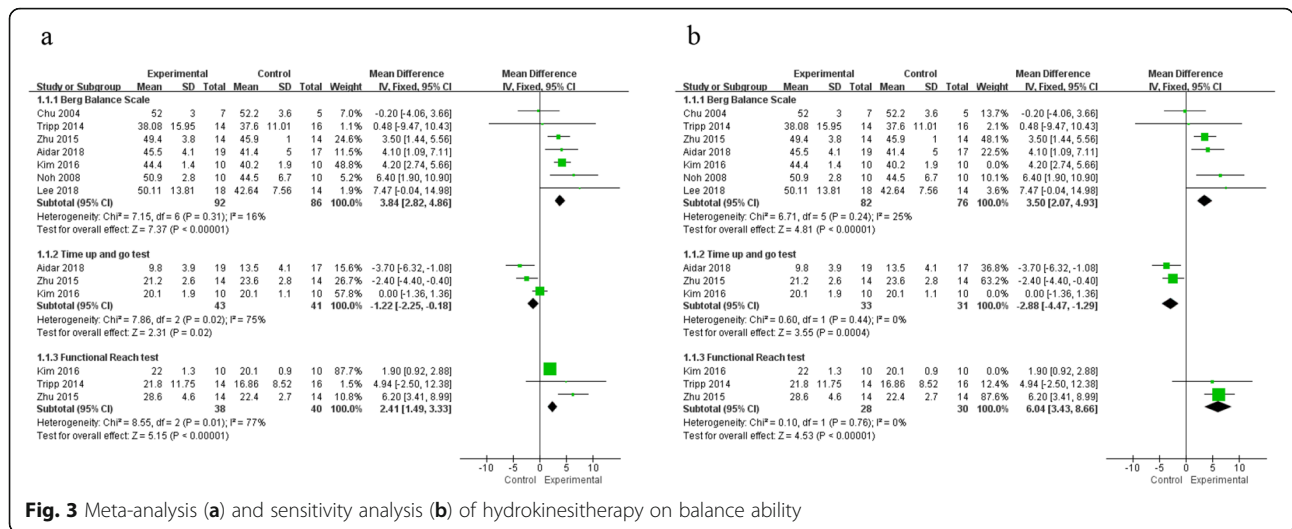 a
Experimental Control Mean Difference Mean Difference
Study or Subgroup Mean SD Total Mean SD Total Weight IV, Fixed, 95% CI IV, Fixed, 95% CI
1.1.1 Berg Balance Scale
Chu 2004 52 3 7 52.2 3.6 5 7.0% -0.20 [-4.06, 3.66]
Tripp 2014 38.08 15.95 14 37.6 11.01 16 1.1% 0.48 [-9.47, 10.43]
Zhu 2015 49.4 3.8 14 45.9 1 14 24.6% 3.50 [1.44, 5.56]
Aidar 2018 45.5 4.1 19 41.4 5 17 11.5% 4.10 [1.09, 7.11]
Kim 2016 44.4 1.4 10 40.2 1.9 10 48.8% 4.20 [2.74, 5.66]
Noh 2008 50.9 2.8 10 44.5 6.7 10 5.1% 6.40 [1.90, 10.90]
Lee 2018 50.11 13.81 18 42.64 7.56 14 1.9% 7.47 [-0.04, 14.98]
Subtotal (95% CI) 92 86 100.0% 3.84 [2.82, 4.86]
Heterogeneity: Chi² = 7.15, df = 6 (P = 0.31); I² = 16%
Test for overall effect: Z = 7.37 (P < 0.00001)
1.1.2 Time up and go test
Aidar 2018 9.8 3.9 19 13.5 4.1 17 15.6% -3.70 [-6.32, -1.08]
Zhu 2015 21.2 2.6 14 23.6 2.8 14 26.7% -2.40 [-4.40, -0.40]
Kim 2016 20.1 1.9 10 20.1 1.1 10 57.8% 0.00 [-1.36, 1.36]
Subtotal (95% CI) 43 41 100.0% -1.22 [-2.25, -0.18]
Heterogeneity: Chi² = 7.86, df = 2 (P = 0.02); I² = 75%
Test for overall effect: Z = 2.31 (P = 0.02)
1.1.3 Functional Reach test
Kim 2016 22 1.3 10 20.1 0.9 10 87.7% 1.90 [0.92, 2.88]
Tripp 2014 21.8 11.75 14 16.86 8.52 16 1.5% 4.94 [-2.50, 12.38]
Zhu 2015 28.6 4.6 14 22.4 2.7 14 10.8% 6.20 [3.41, 8.99]
Subtotal (95% CI) 38 40 100.0% 2.41 [1.49, 3.33]
Heterogeneity: Chi² = 8.55, df = 2 (P = 0.01); I² = 77%
Test for overall effect: Z = 5.15 (P < 0.00001)
-10 -5 0 5 10
Control Experimental
b
Experimental Control Mean Difference Mean Difference
Study or Subgroup Mean SD Total Mean SD Total Weight IV, Fixed, 95% CI IV, Fixed, 95% CI
1.1.1 Berg Balance Scale
Chu 2004 52 3 7 52.2 3.6 5 13.7% -0.20 [-4.06, 3.66]
Tripp 2014 38.08 15.95 14 37.6 11.01 16 2.1% 0.48 [-9.47, 10.43]
Zhu 2015 49.4 3.8 14 45.9 1 14 48.1% 3.50 [1.44, 5.56]
Aidar 2018 45.5 4.1 19 41.4 5 17 22.5% 4.10 [1.09, 7.11]
Kim 2016 44.4 1.4 10 40.2 1.9 10 0.0% 4.20 [2.74, 5.66]
Noh 2008 50.9 2.8 10 44.5 6.7 10 10.1% 6.40 [1.90, 10.90]
Lee 2018 50.11 13.81 18 42.64 7.56 14 3.6% 7.47 [-0.04, 14.98]
Subtotal (95% CI) 82 76 100.0% 3.50 [2.07, 4.93]
Heterogeneity: Chi² = 6.71, df = 5 (P = 0.24); I² = 25%
Test for overall effect: Z = 4.81 (P < 0.00001)
1.1.2 Time up and go test
Aidar 2018 9.8 3.9 19 13.5 4.1 17 36.8% -3.70 [-6.32, -1.08]
Zhu 2015 21.2 2.6 14 23.6 2.8 14 63.2% -2.40 [-4.40, -0.40]
Kim 2016 20.1 1.9 10 20.1 1.1 10 0.0% 0.00 [-1.36, 1.36]
Subtotal (95% CI) 33 31 100.0% -2.88 [-4.47, -1.29]
Heterogeneity: Chi² = 0.60, df = 1 (P = 0.44); I² = 0%
Test for overall effect: Z = 3.55 (P = 0.0004)
1.1.3 Functional Reach test
Kim 2016 22 1.3 10 20.1 0.9 10 0.0% 1.90 [0.92, 2.88]
Tripp 2014 21.8 11.75 14 16.86 8.52 16 12.4% 4.94 [-2.50, 12.38]
Zhu 2015 28.6 4.6 14 22.4 2.7 14 87.6% 6.20 [3.41, 8.99]
Subtotal (95% CI) 28 30 100.0% 6.04 [3.43, 8.66]
Heterogeneity: Chi² = 0.10, df = 1 (P = 0.76); I² = 0%
Test for overall effect: Z = 4.53 (P < 0.00001)
-10 -5 0 5 10
Control Experimental
Fig. 3 Meta-analysis (a) and sensitivity analysis (b) of hydrokinesitherapy on balance ability